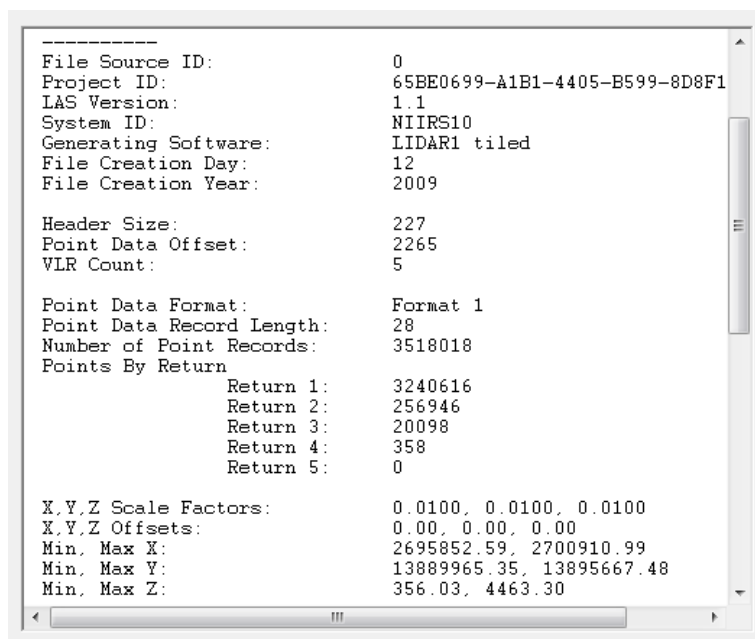 ----------
File Source ID: 0
Project ID: 65BE0699-A1B1-4405-B599-8D8F1
LAS Version: 1.1
System ID: NIIRS10
Generating Software: LIDAR1 tiled
File Creation Day: 12
File Creation Year: 2009
Header Size: 227
Point Data Offset: 2265
VLR Count: 5
Point Data Format: Format 1
Point Data Record Length: 28
Number of Point Records: 3518018
Points By Return
Return 1: 3240616
Return 2: 256946
Return 3: 20098
Return 4: 358
Return 5: 0
X,Y,Z Scale Factors: 0.0100, 0.0100, 0.0100
X,Y,Z Offsets: 0.00, 0.00, 0.00
Min, Max X: 2695852.59, 2700910.99
Min, Max Y: 13889965.35, 13895667.48
Min, Max Z: 356.03, 4463.30